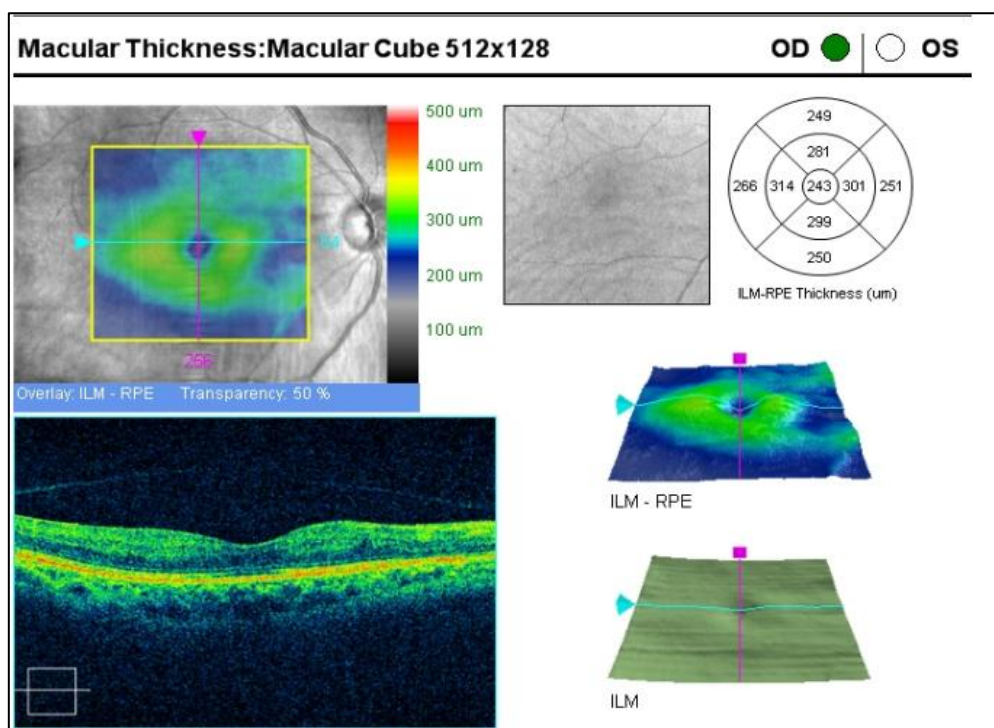 Macular Thickness:Macular Cube 512x128
OD OS
500 um
400 um
300 um
200 um
100 um
256
Overlay: ILM - RPE Transparency: 50 %
249
281
266 314 243 301 251
299
250
ILM-RPE Thickness (um)
ILM - RPE
ILM